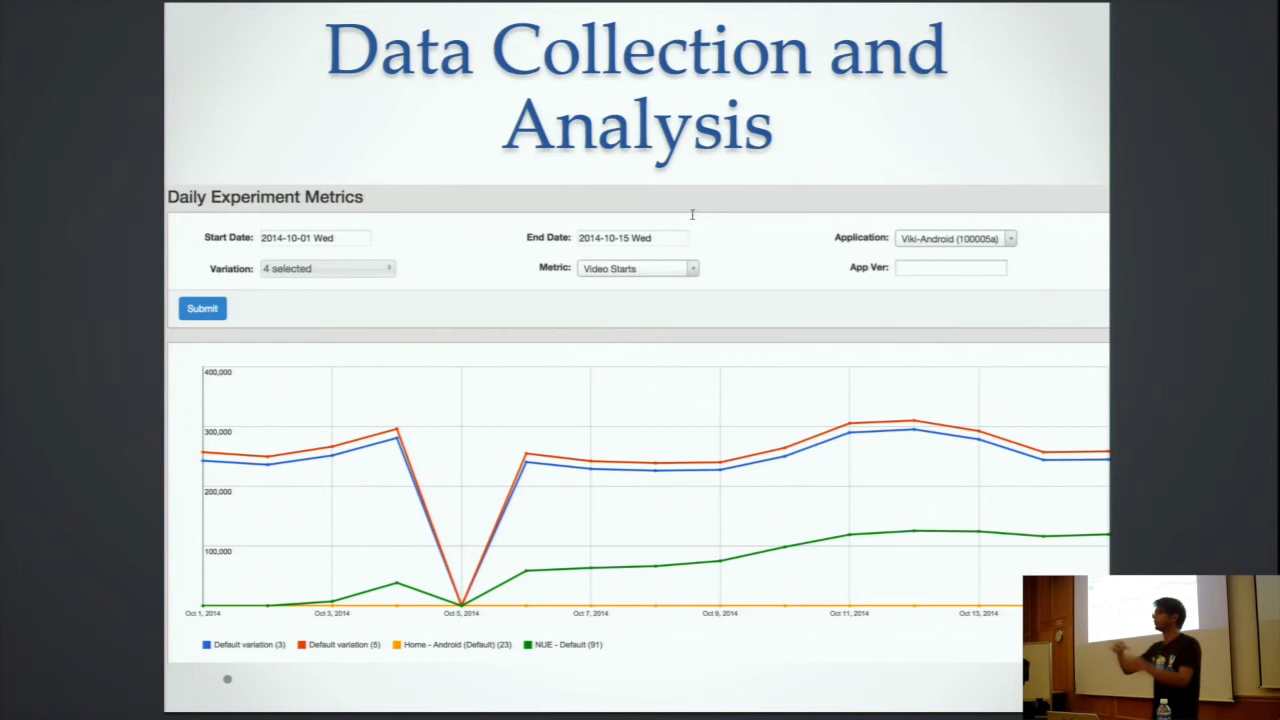 Data Collection and
Analysis
Daily Experiment Metrics
Start Date: 2014-10-01 Wed End Date: 2014-10-15 Wed Application: Viki-Android (100005a)
Variation: 4 selected Metric: Video Starts App Ver:
Submit
400,000
300,000
200,000
100,000
Oct 1, 2014 Oct 3, 2014 Oct 5, 2014 Oct 7, 2014 Oct 9, 2014 Oct 11, 2014 Oct 13, 2014
Default variation (3) Default variation (5) Home - Android (Default) (23) NUE - Default (91)